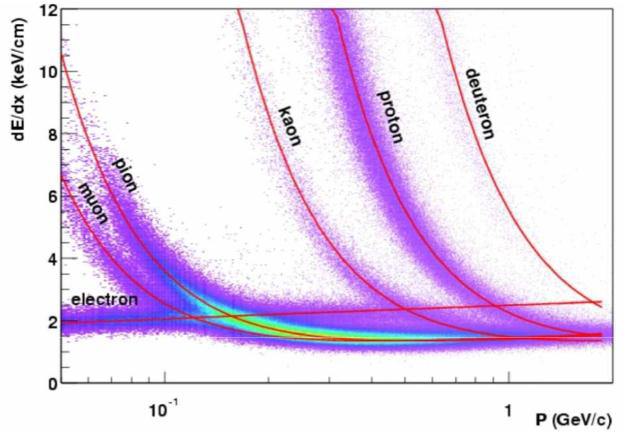 dE/dx (keV/cm)
12
10
8
6
4
2
0
pion
muon
electron
kaon
proton
deuteron
10-1
1
P (GeV/c)